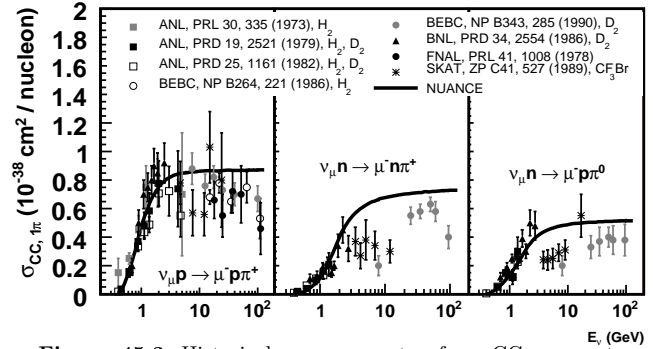 ANL, PRL 30, 335 (1973), H₂
ANL, PRD 19, 2521 (1979), H₂, D₂
ANL, PRD 25, 1161 (1982), H₂, D₂
BEBC, NP B264, 221 (1986), H₂
BEBC, NP B343, 285 (1990), D₂
BNL, PRD 34, 2554 (1986), D₂
FNAL, PRL 41, 1008 (1978)
SKAT, ZP C41, 527 (1989), CF₃Br
NUANCE
σCC, 1π (10⁻³⁸ cm² / nucleon)
2
1.8
1.6
1.4
1.2
1
0.8
0.6
0.4
0.2
0
νμp → μ⁻pπ⁺
νμn → μ⁻nπ⁺
νμn → μ⁻pπ⁰
1 10 10² 1 10 10² 1 10 10²
Eν (GeV)